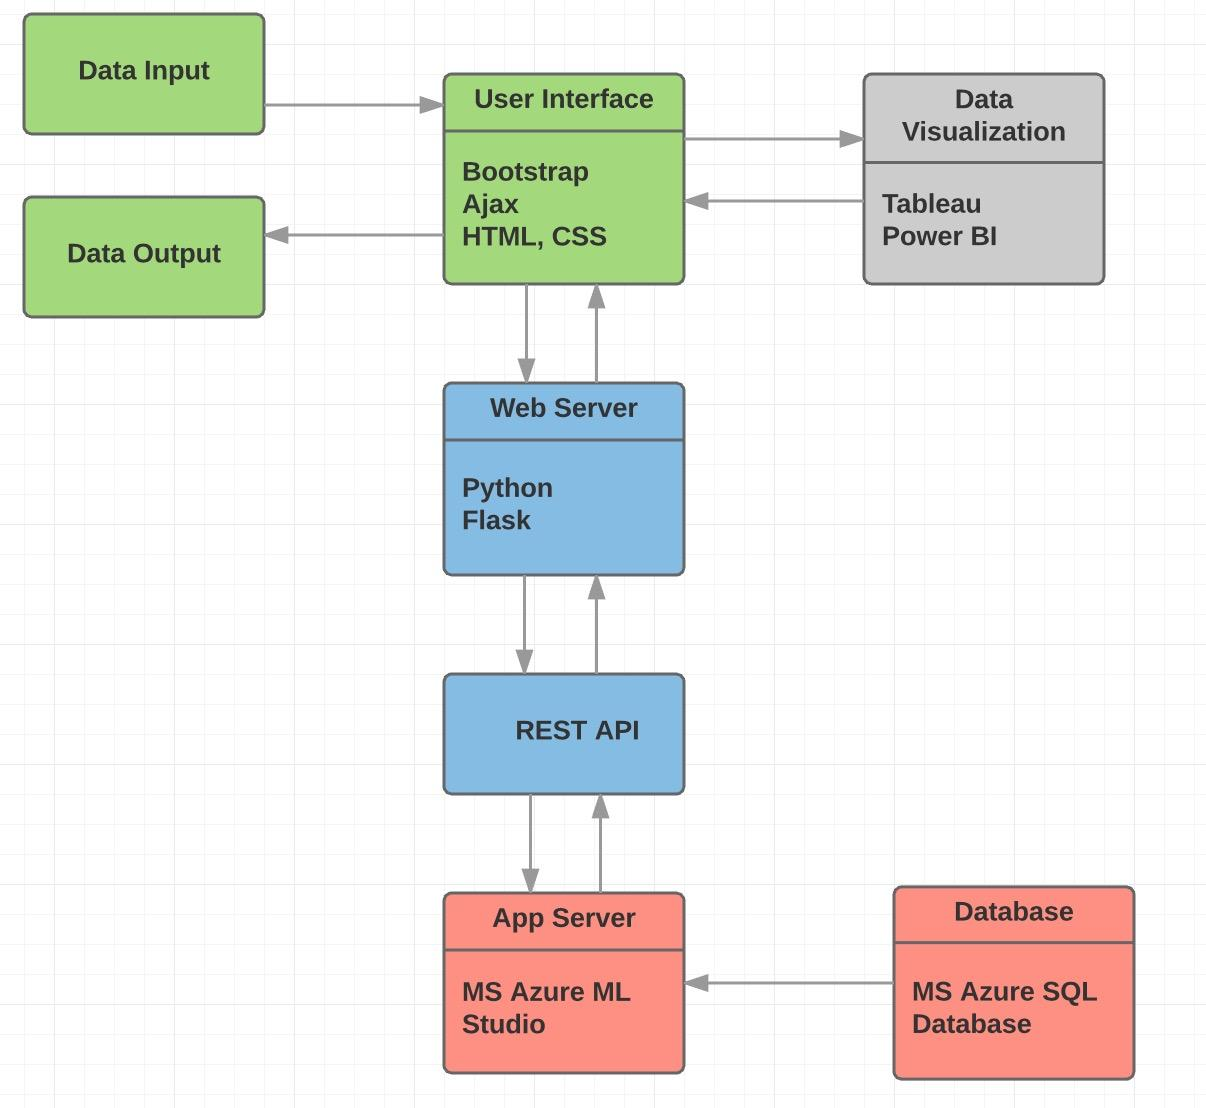 Data Input
Data Output
User Interface
Bootstrap
Ajax
HTML, CSS
Data
Visualization
Tableau
Power BI
Web Server
Python
Flask
REST API
App Server
MS Azure ML
Studio
Database
MS Azure SQL
Database